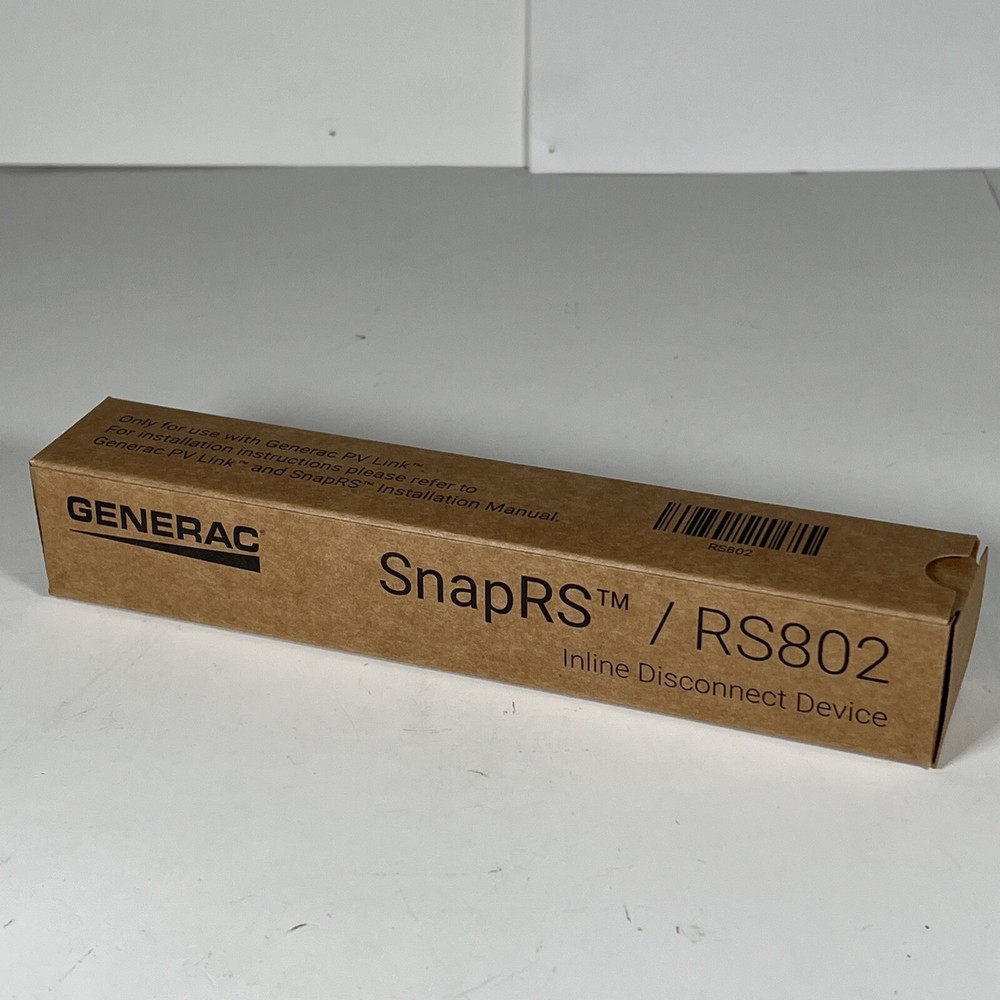 Only for use with Generac PV Link™.
For installation instructions please refer to
Generac PV Link™ and SnapRS™ Installation Manual.
RS802
GENERAC
SnapRS™ / RS802
Inline Disconnect Device